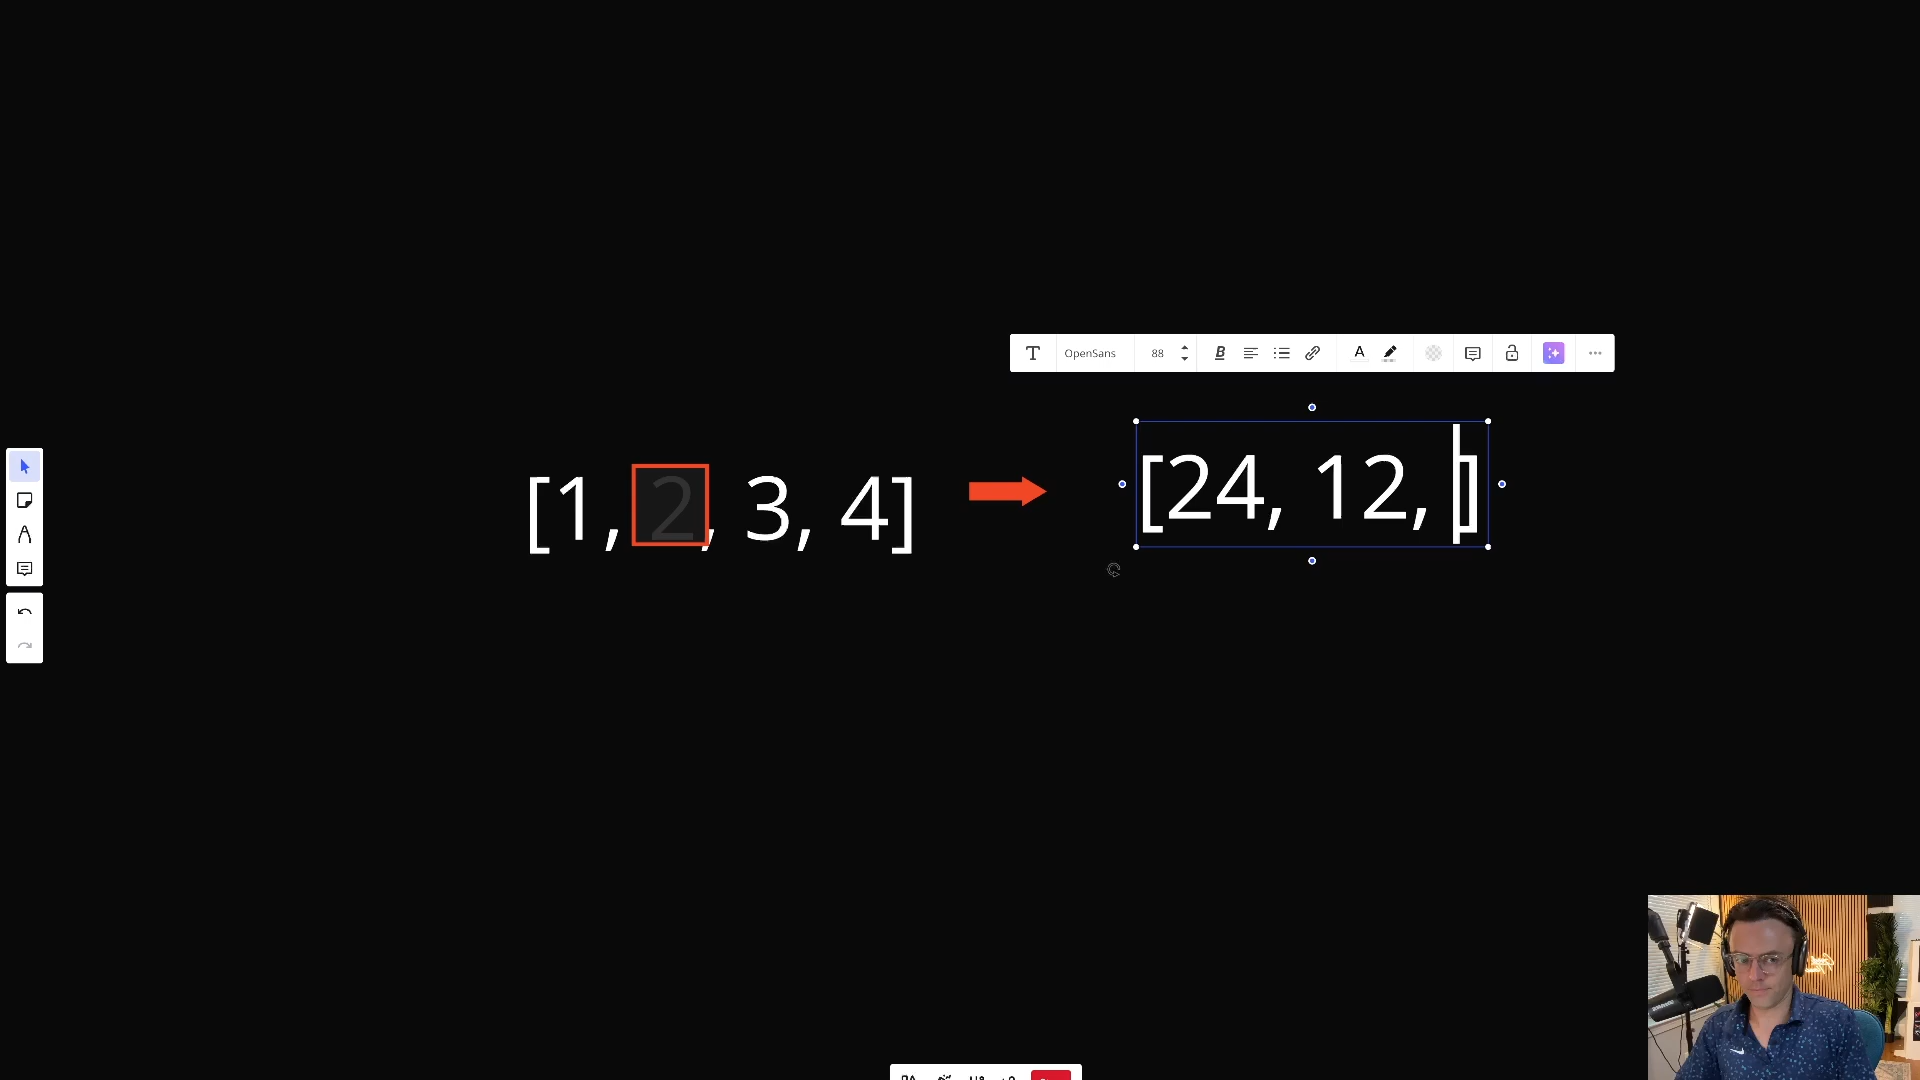 OpenSans 88 B A
[1, 2, 3, 4]
[24, 12, ]